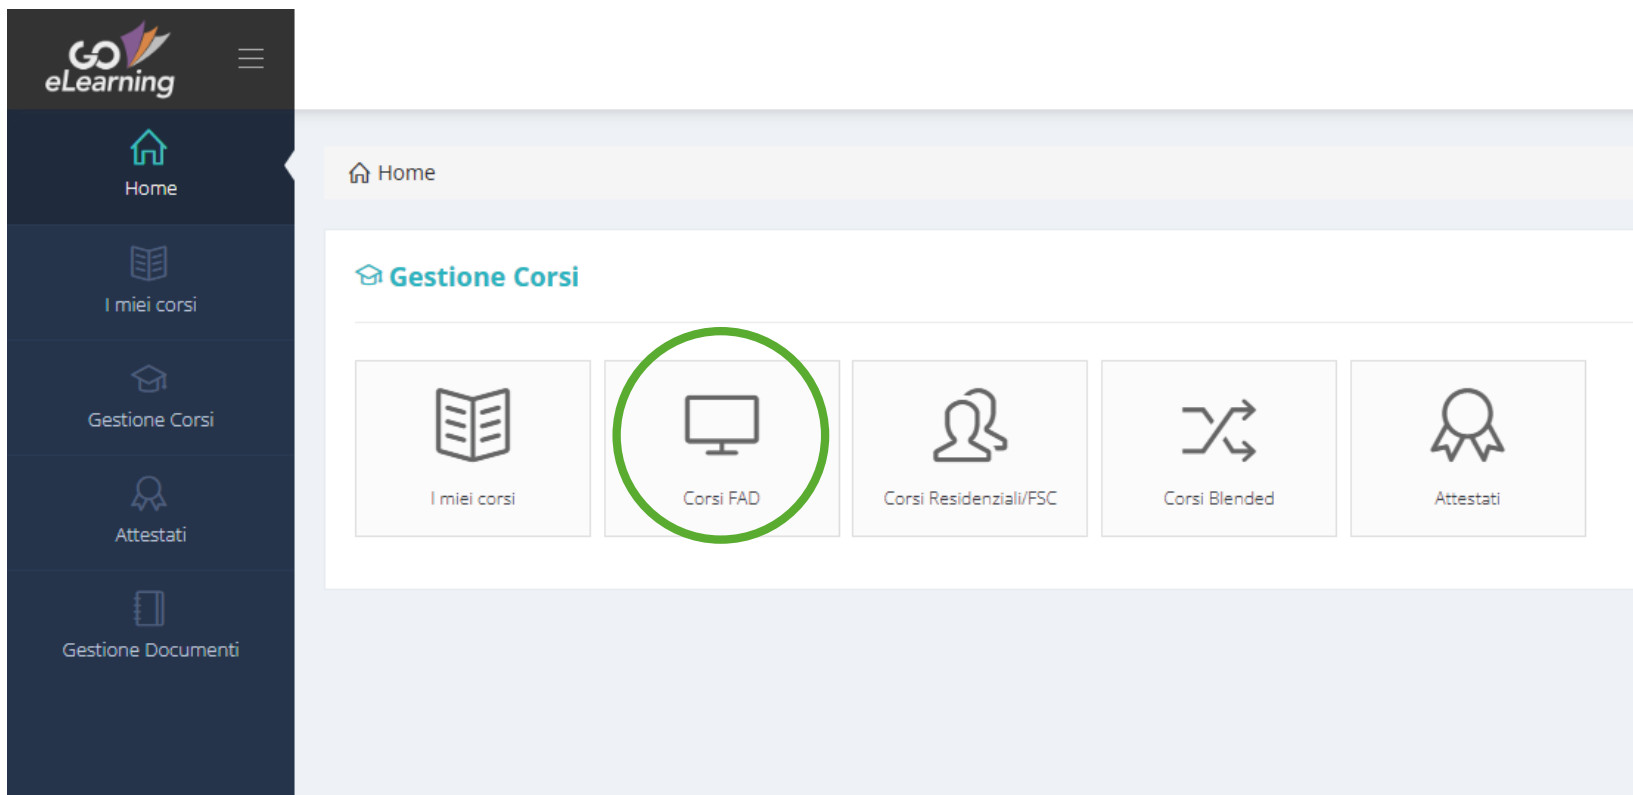 GO
eLearning
Home
I miei corsi
Gestione Corsi
Attestati
Gestione Documenti
Home
Gestione Corsi
I miei corsi
Corsi FAD
Corsi Residenziali/FSC
Corsi Blended
Attestati